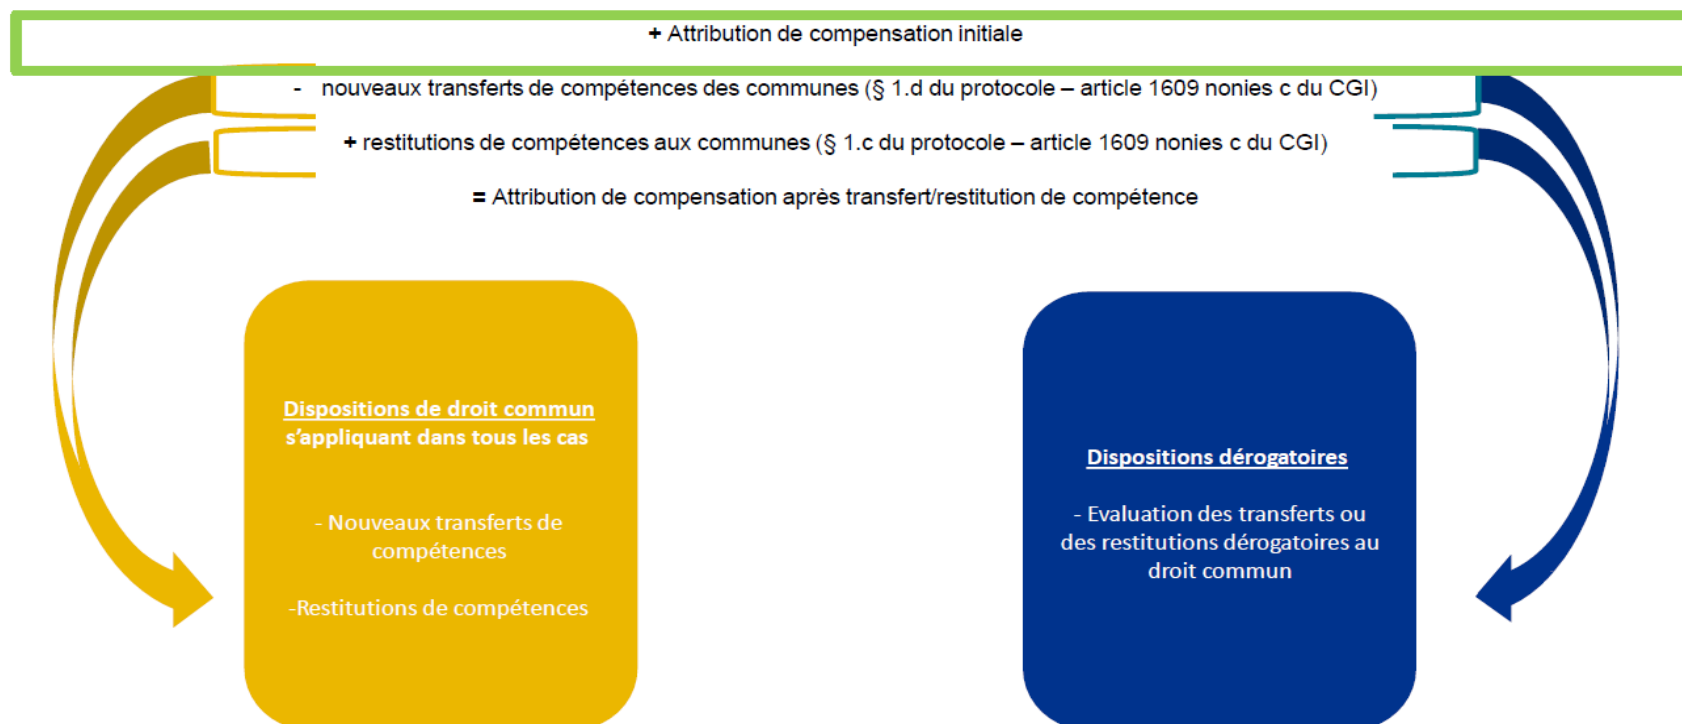 + Attribution de compensation initiale
- nouveaux transferts de compétences des communes (§ 1.d du protocole – article 1609 nonies c du CGI)
+ restitutions de compétences aux communes (§ 1.c du protocole – article 1609 nonies c du CGI)
= Attribution de compensation après transfert/restitution de compétence
Dispositions de droit commun
s'appliquant dans tous les cas
- Nouveaux transferts de
compétences
-Restitutions de compétences
Dispositions dérogatoires
- Evaluation des transferts ou
des restitutions dérogatoires au
droit commun